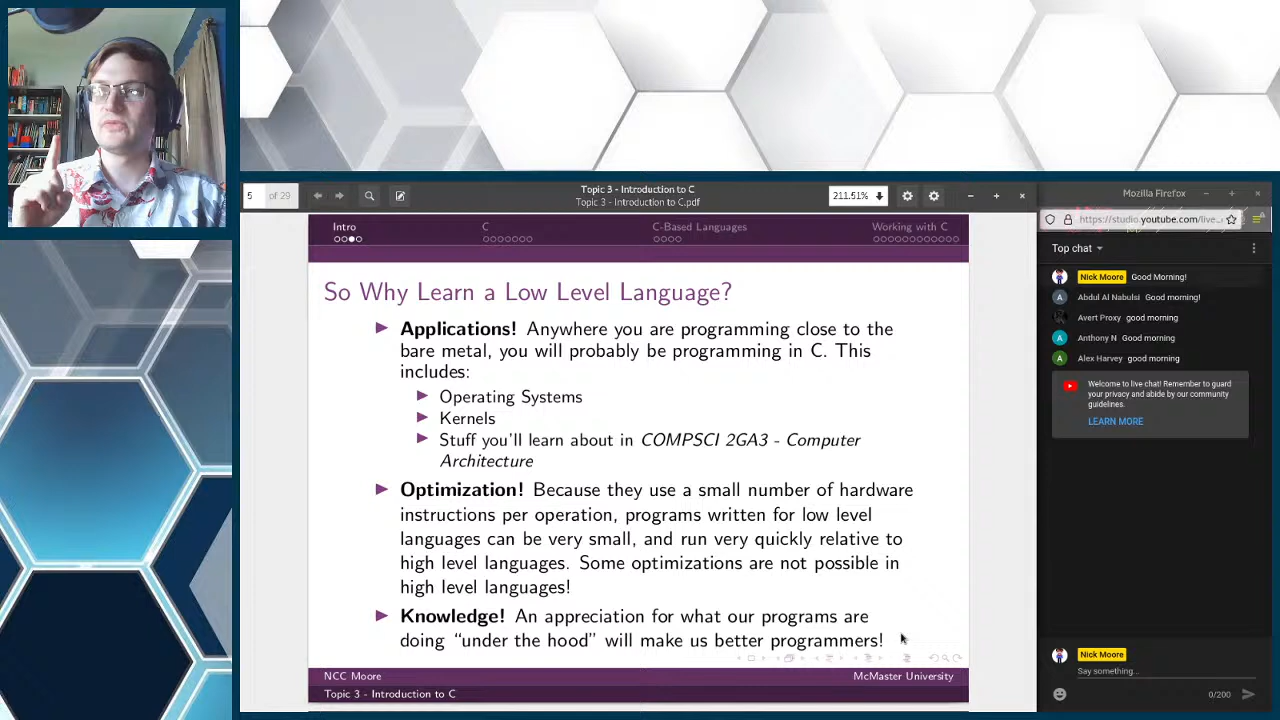 5 of 29
Topic 3 - Introduction to C
Topic 3 - Introduction to C.pdf
211.51%
Intro
C
C-Based Languages
Working with C
So Why Learn a Low Level Language?
Applications! Anywhere you are programming close to the
bare metal, you will probably be programming in C. This
includes:
Operating Systems
Kernels
Stuff you'll learn about in COMPSCI 2GA3 - Computer
Architecture
Optimization! Because they use a small number of hardware
instructions per operation, programs written for low level
languages can be very small, and run very quickly relative to
high level languages. Some optimizations are not possible in
high level languages!
Knowledge! An appreciation for what our programs are
doing "under the hood" will make us better programmers!
NCC Moore
McMaster University
Topic 3 - Introduction to C
Mozilla Firefox
https://studio.youtube.com/live_
Top chat
Nick Moore Good Morning!
A Abdul Al Nabulsi Good morning!
Avert Proxy good morning
A Anthony N Good morning
A Alex Harvey good morning
Welcome to live chat! Remember to guard
your privacy and abide by our community
guidelines.
LEARN MORE
Nick Moore
Say something...
0/200